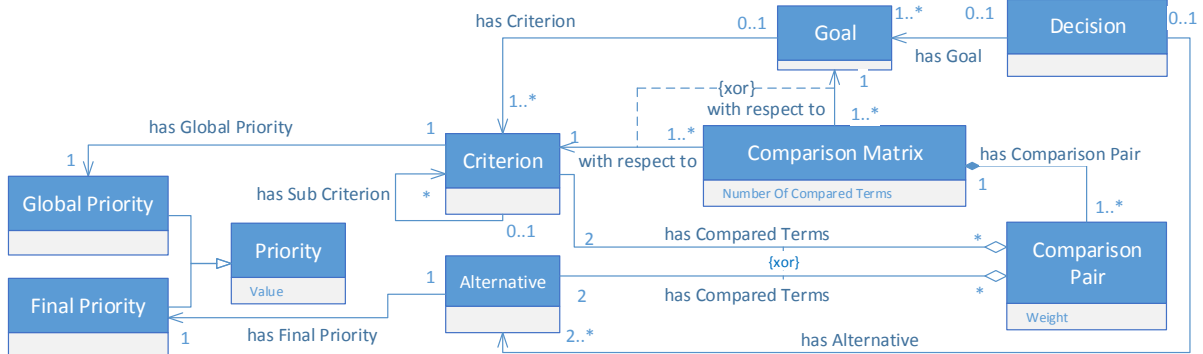 has Criterion
0..1
Goal
1..*
0..1
Decision
0..1
has Goal
{xor}
1
with respect to
1..*
1..*
has Global Priority
1
1
1..*
Criterion
1
with respect to
Comparison Matrix
Number Of Compared Terms
has Comparison Pair
1
1..*
1
Global Priority
has Sub Criterion
*
0..1
2
has Compared Terms
*
{xor}
Comparison
Pair
Weight
Priority
Value
Final Priority
1
1
has Final Priority
Alternative
2
has Compared Terms
*
2..*
has Alternative